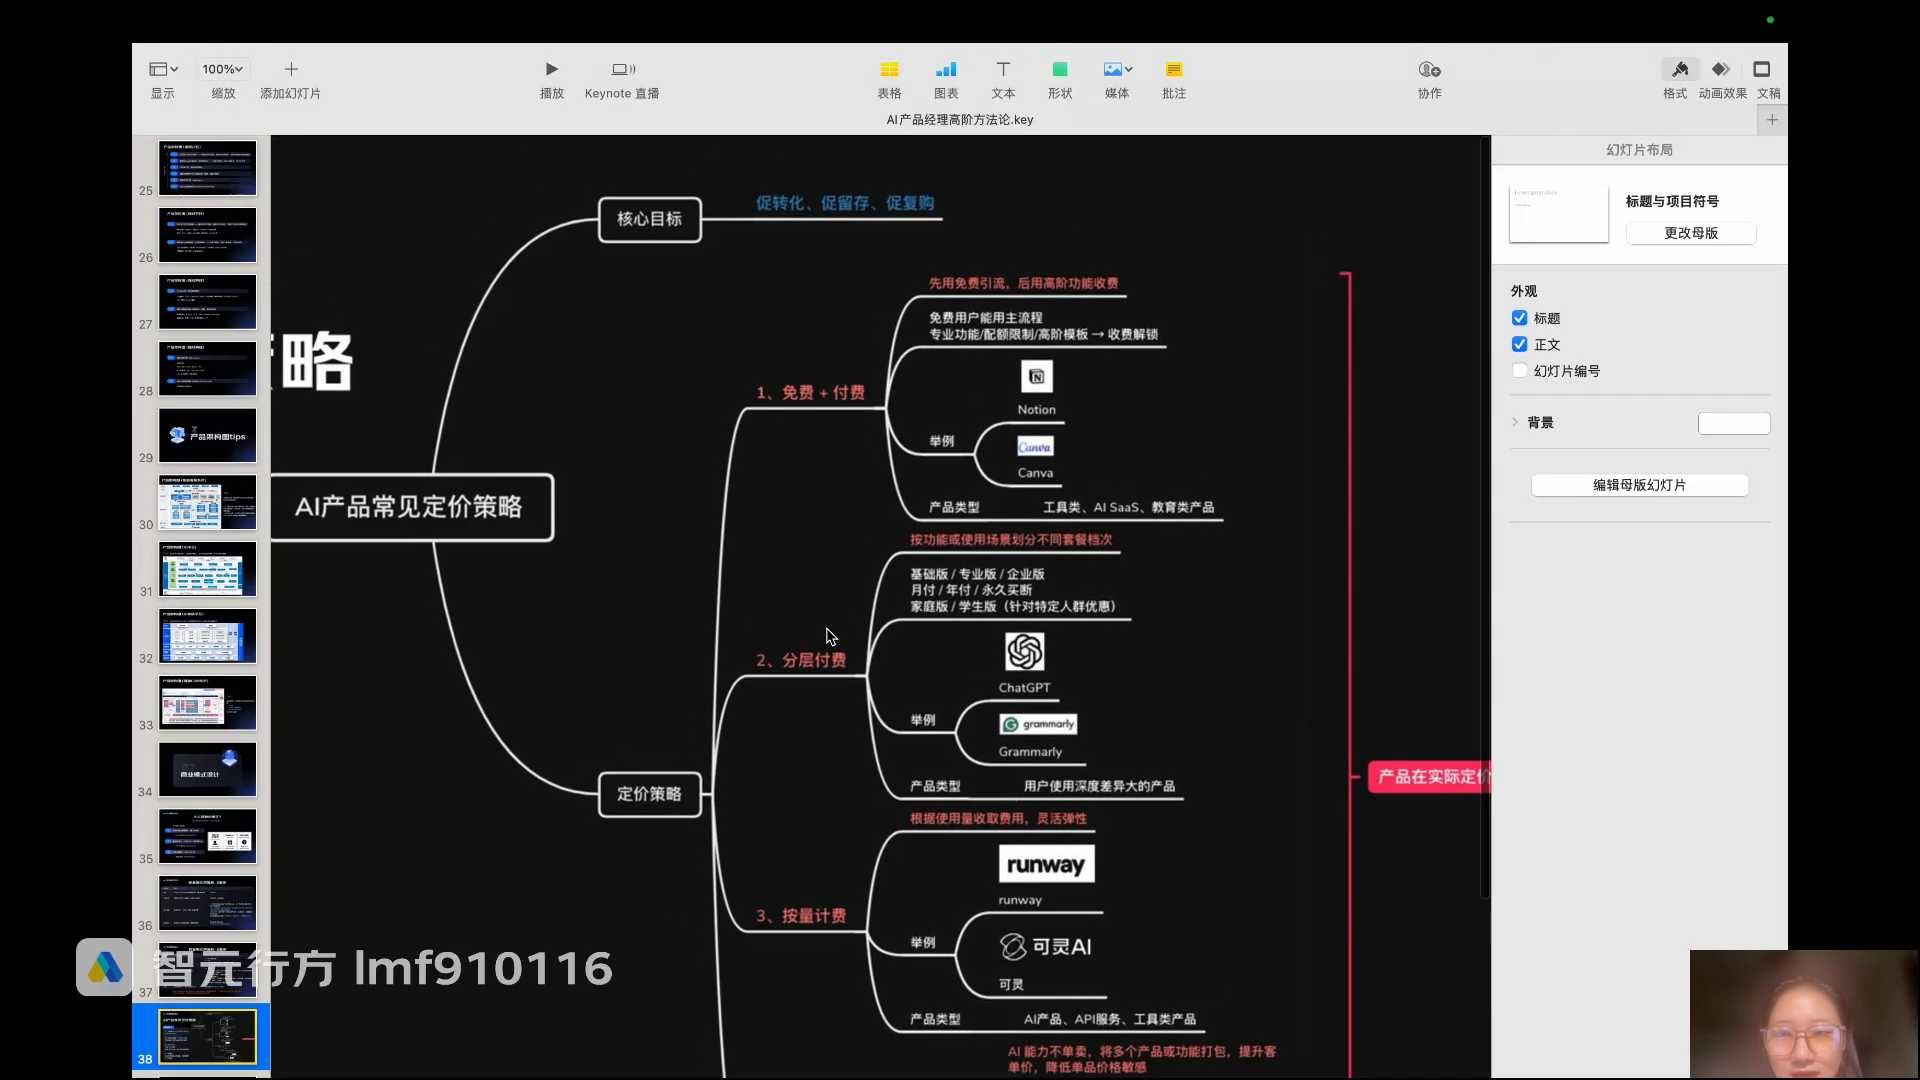 100%
显示
缩放
添加幻灯片
播放
Keynote 直播
表格
图表
文本
形状
媒体
批注
协作
格式
动画效果
文稿
AI产品经理高阶方法论.key
25
26
27
28
29
产品架构图tips
30
31
32
33
34
商业模式设计
35
36
37
38
略
AI产品常见定价策略
核心目标
促转化、促留存、促复购
定价策略
1、免费 + 付费
先用免费引流，后用高阶功能收费
免费用户能用主流程
专业功能/配额限制/高阶模板 → 收费解锁
举例
Notion
Canva
Canva
产品类型
工具类、AI SaaS、教育类产品
2、分层付费
按功能或使用场景划分不同套餐档次
基础版 / 专业版 / 企业版
月付 / 年付 / 永久买断
家庭版 / 学生版（针对特定人群优惠）
举例
ChatGPT
grammarly
Grammarly
产品类型
用户使用深度差异大的产品
3、按量计费
根据使用量收取费用，灵活弹性
runway
runway
举例
可灵AI
可灵
产品类型
AI产品、API服务、工具类产品
AI 能力不单卖，将多个产品或功能打包，提升客
单价，降低单品价格敏感
产品在实际定价
幻灯片布局
标题与项目符号
更改母版
外观
标题
正文
幻灯片编号
背景
编辑母版幻灯片
智元行方 lmf910116